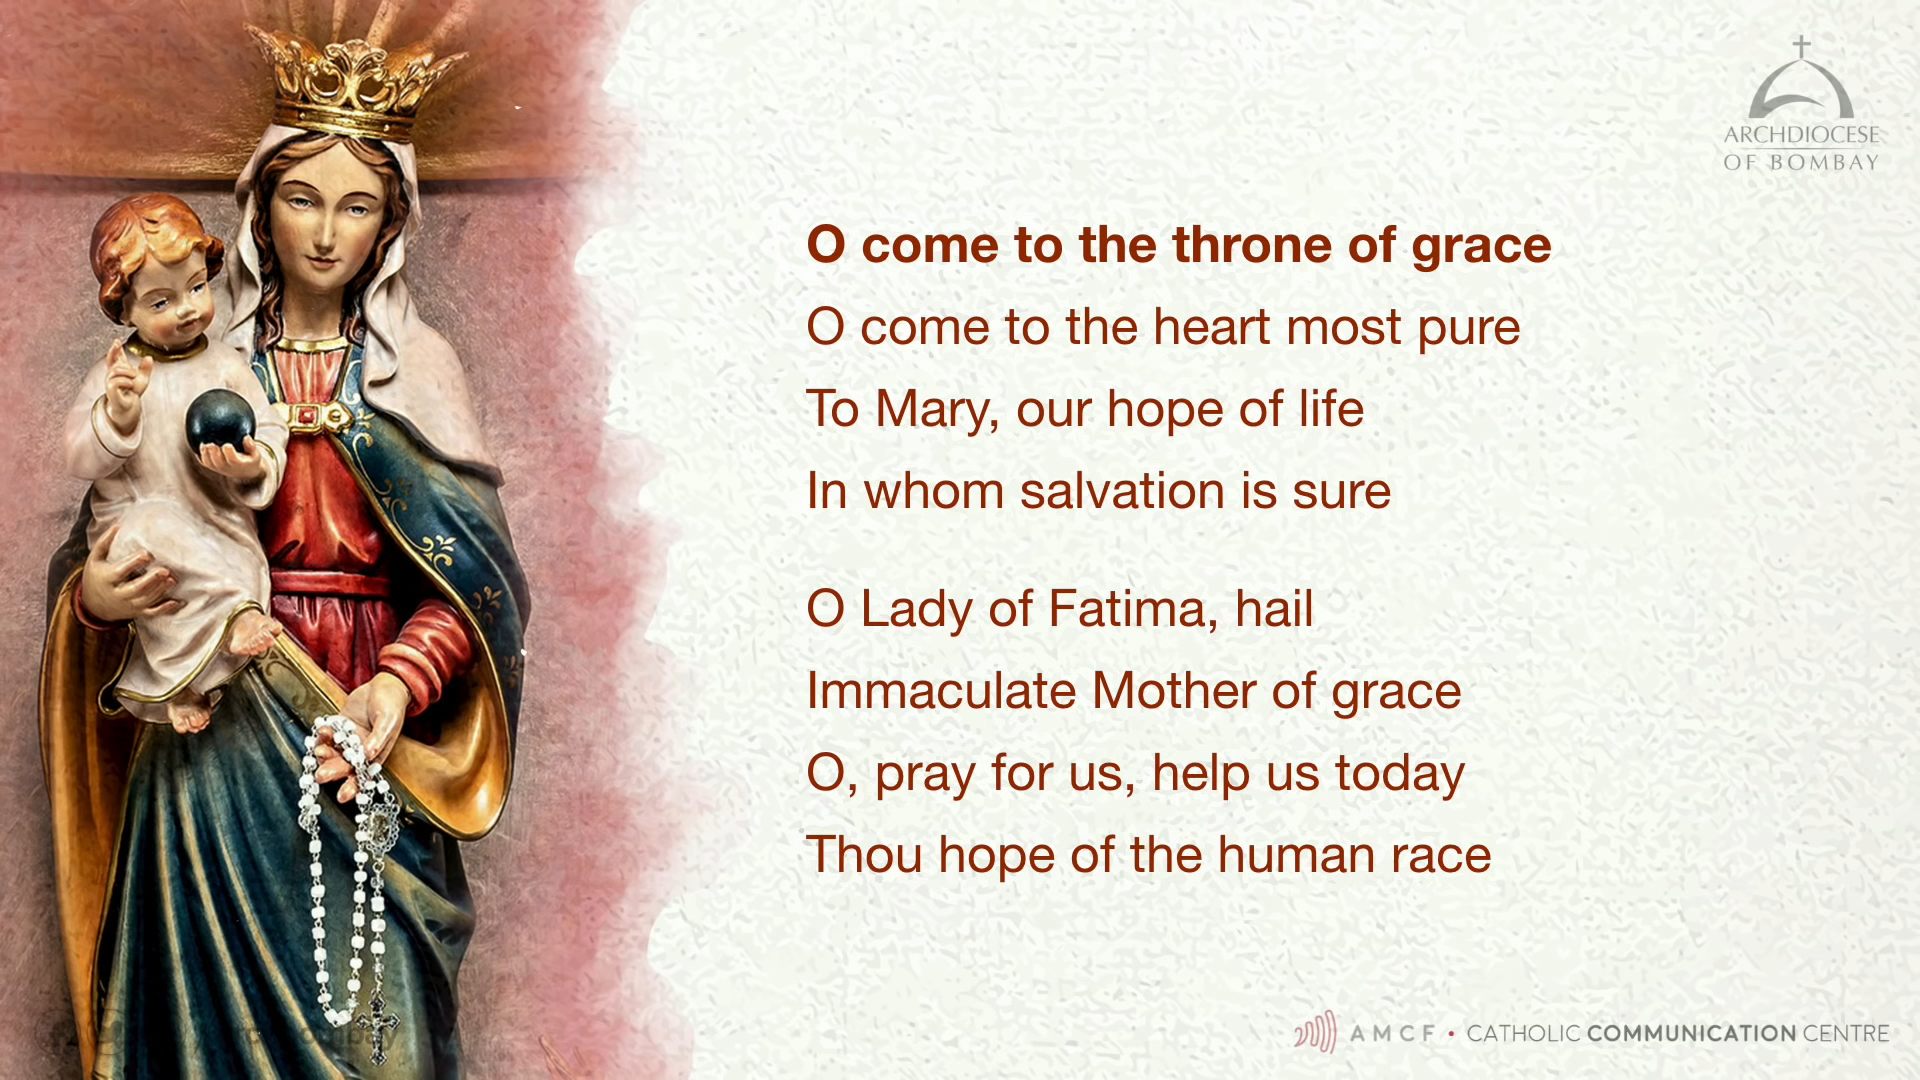 ARCHDIOCESE
OF BOMBAY
O come to the throne of grace
O come to the heart most pure
To Mary, our hope of life
In whom salvation is sure
O Lady of Fatima, hail
Immaculate Mother of grace
O, pray for us, help us today
Thou hope of the human race
AMCF • CATHOLIC COMMUNICATION CENTRE